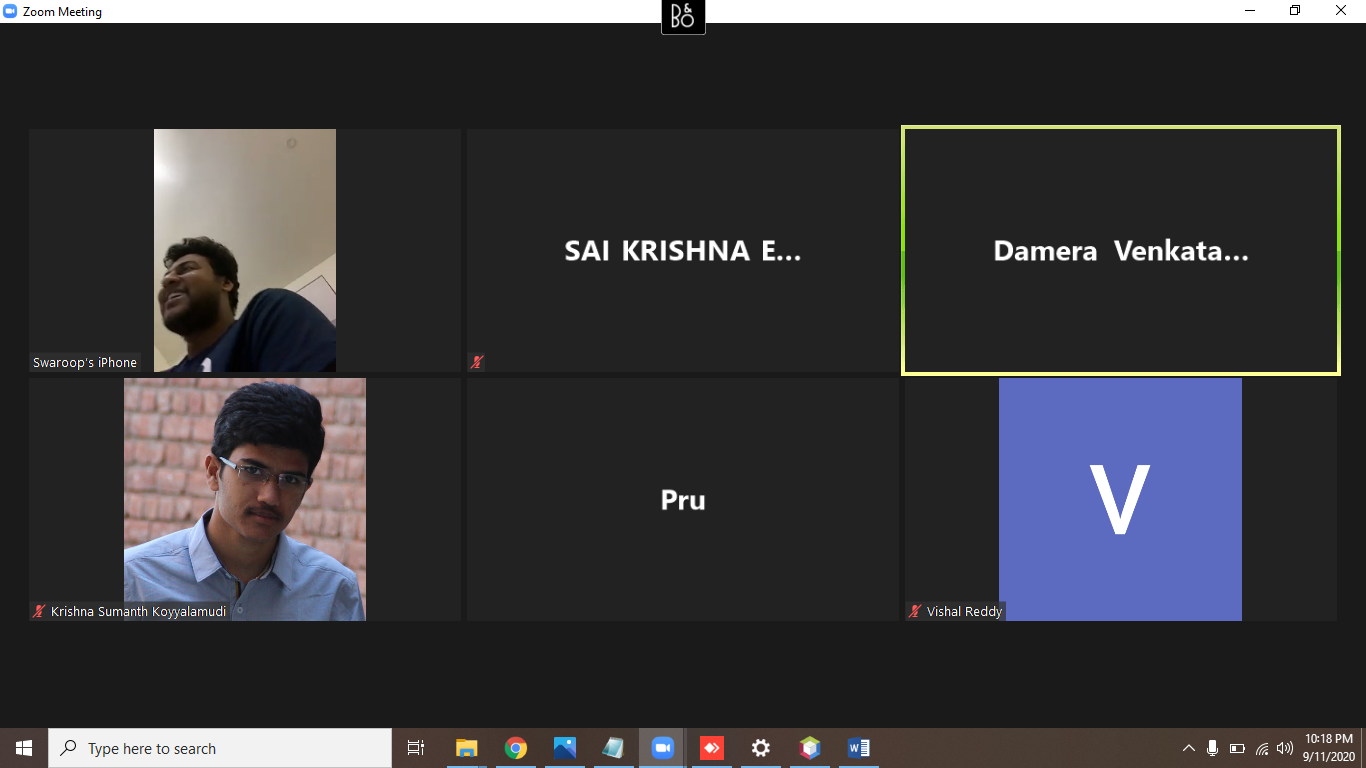 Zoom Meeting
B&O
SAI KRISHNA E...
Damera Venkata...
Swaroop's iPhone
Pru
V
Krishna Sumanth Koyyalamudi
Vishal Reddy
Type here to search
W
10:18 PM
9/11/2020